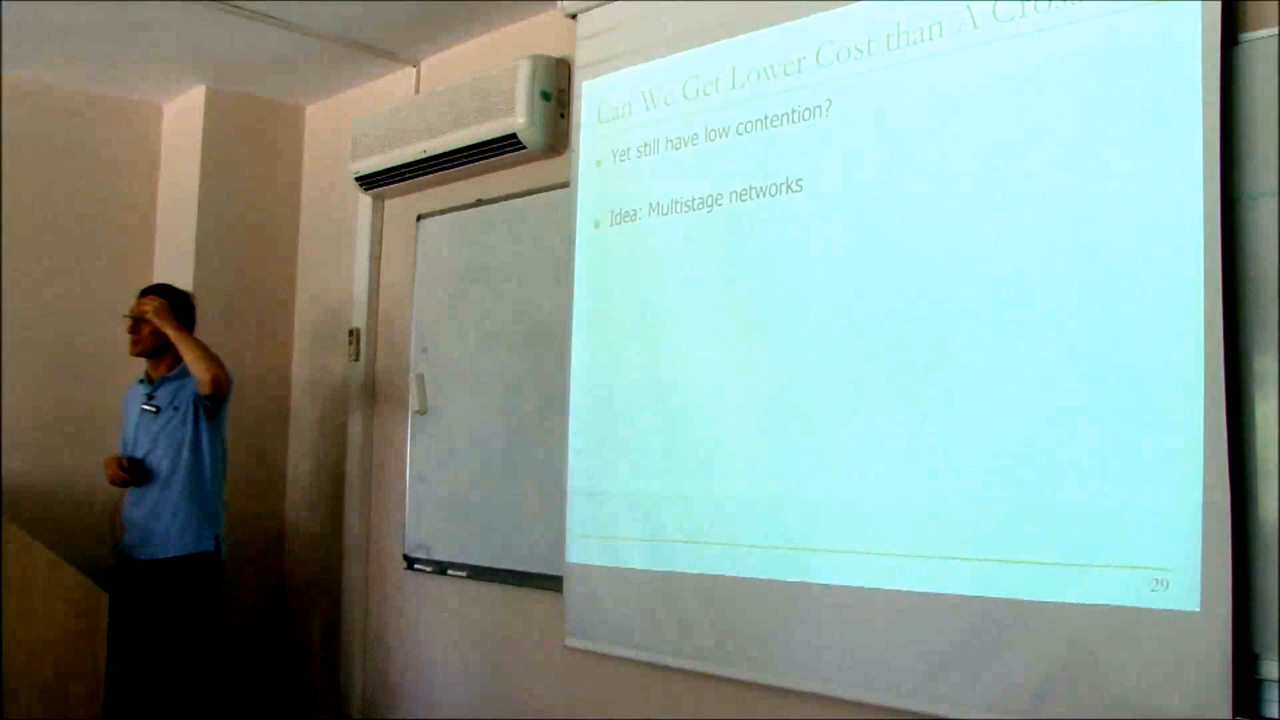 Can We Get Lower Cost than A
Yet still have low contention?
Idea: Multistage networks
29